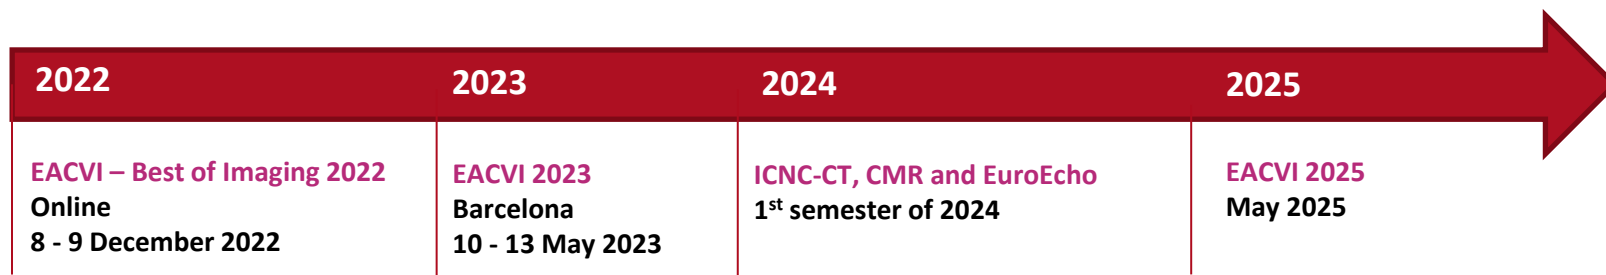 2022
2023
2024
2025
EACVI – Best of Imaging 2022
Online
8 - 9 December 2022
EACVI 2023
Barcelona
10 - 13 May 2023
ICNC-CT, CMR and EuroEcho
1st semester of 2024
EACVI 2025
May 2025